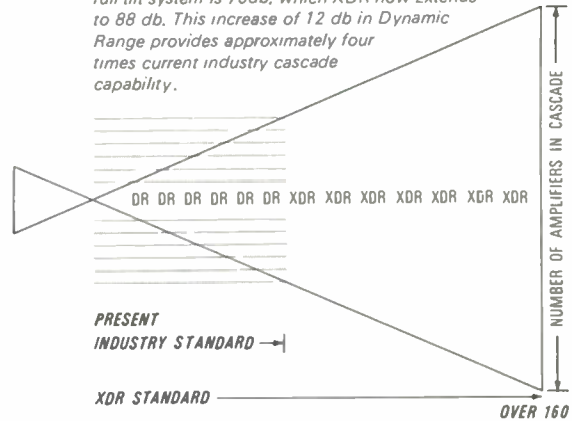 to 88 db. This increase of 12 db in Dynamic
Range provides approximately four
times current industry cascade
capability.
DR DR DR DR DR DR XDR XDR XDR XDR XDR XDR XDR
NUMBER OF AMPLIFIERS IN CASCADE
PRESENT
INDUSTRY STANDARD
XDR STANDARD
OVER 160